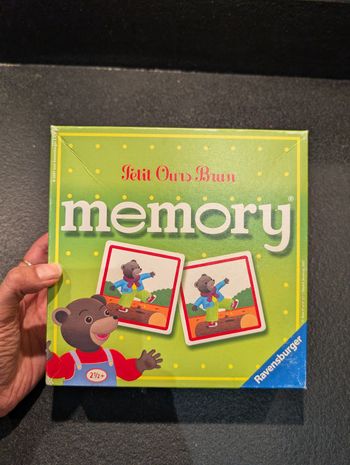 Petit Ours Brun
memory®
2½+
Ravensburger